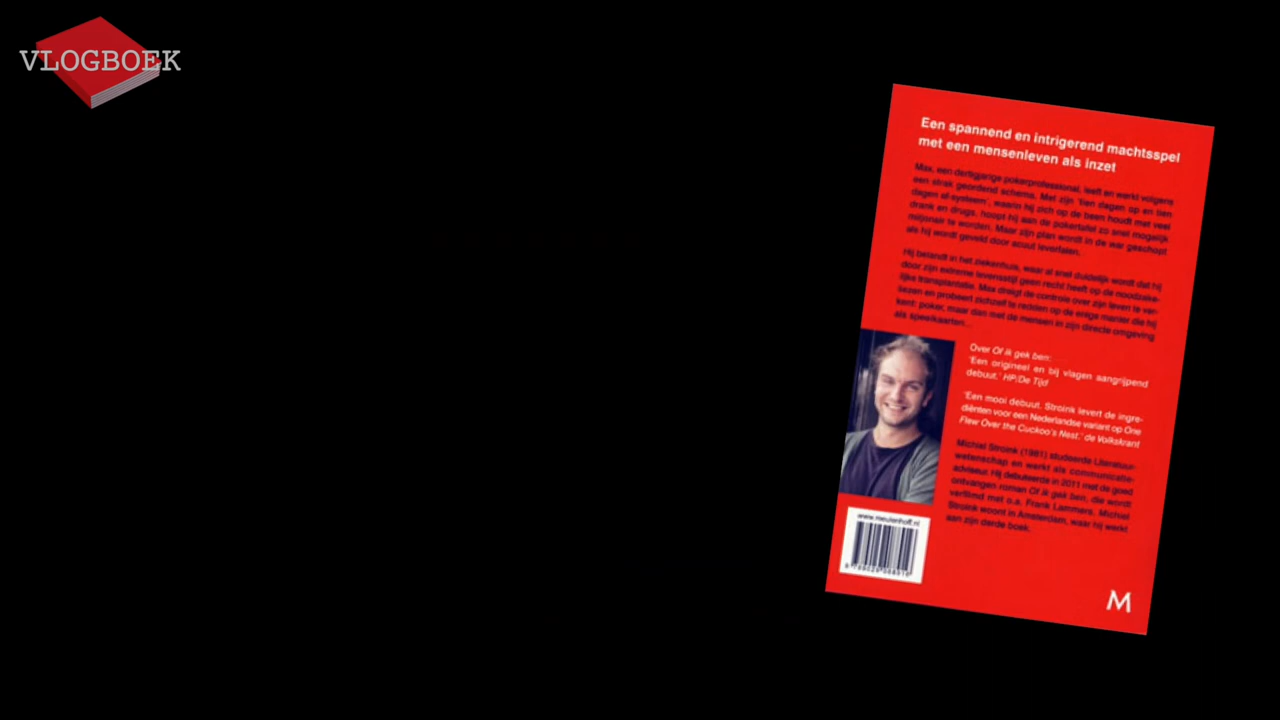 VLOGBOEK
Een spannend en intrigerend machtsspel
met een mensenleven als inzet
Max, een dertigjarige pokerprofessional, leeft en werkt volgens
een strak geordend schema. Met zijn 'tien dagen op en tien
dagen af-systeem', waarin hij zich op de been houdt met veel
drank en drugs, hoopt hij aan de pokertafel zo snel mogelijk
miljonair te worden. Maar zijn plan wordt in de war geschopt
als hij wordt geveld door acuut leverfalen.
Hij belandt in het ziekenhuis, waar al snel duidelijk wordt dat hij
door zijn extreme levensstijl geen recht heeft op de noodzake-
lijke transplantatie. Max dreigt de controle over zijn leven te ver-
liezen en probeert zichzelf te redden op de enige manier die hij
kent: poker, maar dan met de mensen in zijn directe omgeving
als speelkaarten...
Over Of ik gek ben:
'Een origineel en bij vlagen aangrijpend
debuut.' HP/De Tijd
'Een mooi debuut. Stroink levert de ingre-
diënten voor een Nederlandse variant op One
Flew Over the Cuckoo's Nest.' de Volkskrant
Michiel Stroink (1981) studeerde Literatuur-
wetenschap en werkt als communicatie-
adviseur. Hij debuteerde in 2011 met de goed
ontvangen roman Of ik gek ben, die wordt
verfilmd met o.a. Frank Lammers. Michiel
Stroink woont in Amsterdam, waar hij werkt
aan zijn derde boek.
www.meulenhoff.nl
M